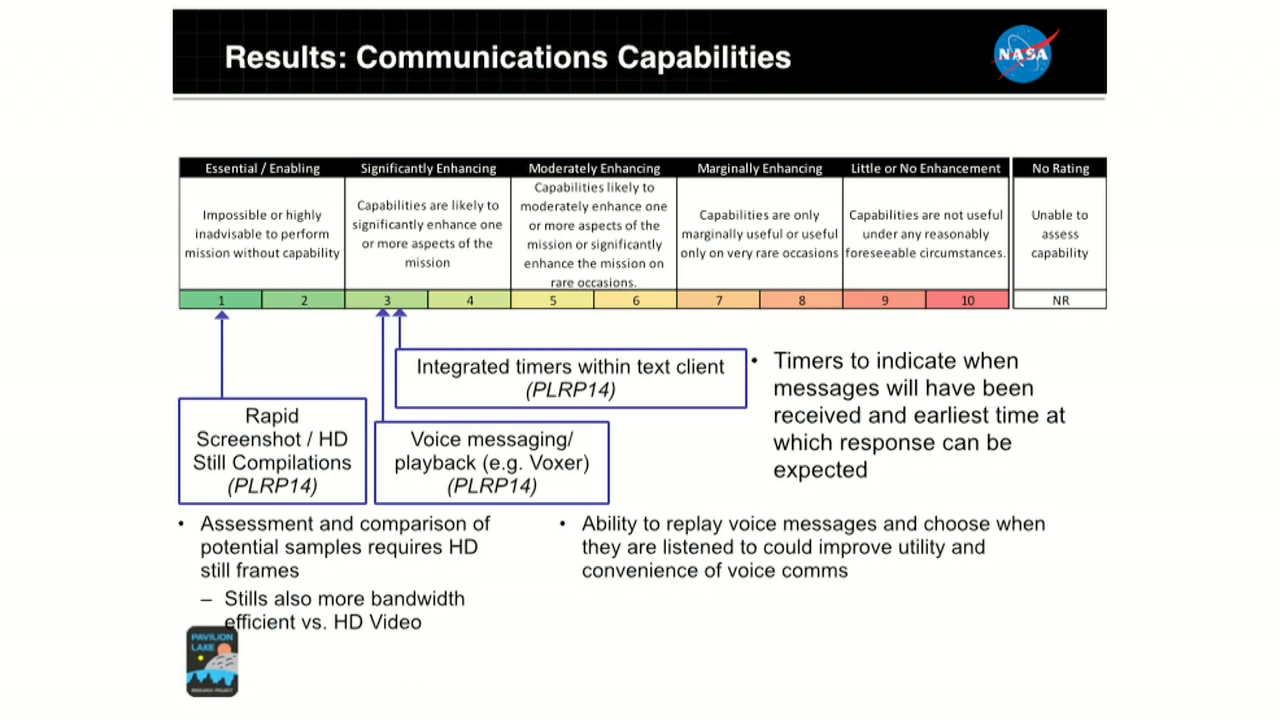 Results: Communications Capabilities
NASA
Essential / Enabling
Significantly Enhancing
Moderately Enhancing
Marginally Enhancing
Little or No Enhancement
No Rating
Impossible or highly
inadvisable to perform
mission without capability
Capabilities are likely to
significantly enhance one
or more aspects of the
mission
Capabilities likely to
moderately enhance one
or more aspects of the
mission or significantly
enhance the mission on
rare occasions.
Capabilities are only
marginally useful or useful
only on very rare occasions
Capabilities are not useful
under any reasonably
foreseeable circumstances.
Unable to
assess
capability
1 2 3 4 5 6 7 8 9 10 NR
Integrated timers within text client
(PLRP14)
• Timers to indicate when
messages will have been
received and earliest time at
which response can be
expected
Rapid
Screenshot / HD
Still Compilations
(PLRP14)
Voice messaging/
playback (e.g. Voxer)
(PLRP14)
• Assessment and comparison of
potential samples requires HD
still frames
– Stills also more bandwidth
efficient vs. HD Video
• Ability to replay voice messages and choose when
they are listened to could improve utility and
convenience of voice comms
PAVILION
LAKE
RESEARCH PROJECT